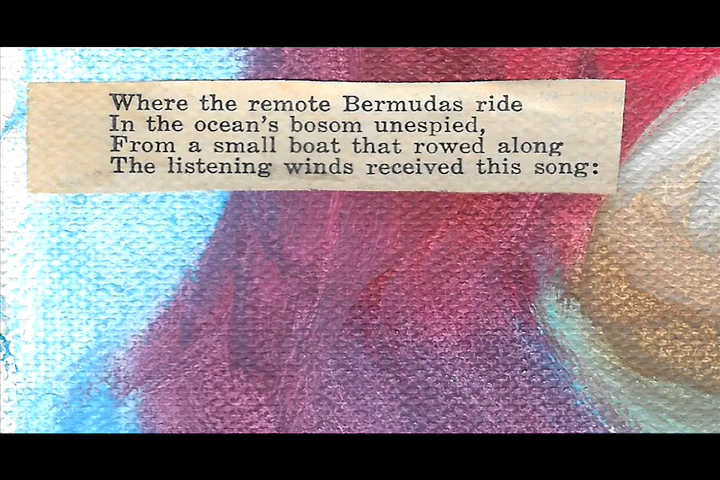 Where the remote Bermudas ride
In the ocean's bosom unespied,
From a small boat that rowed along
The listening winds received this song: